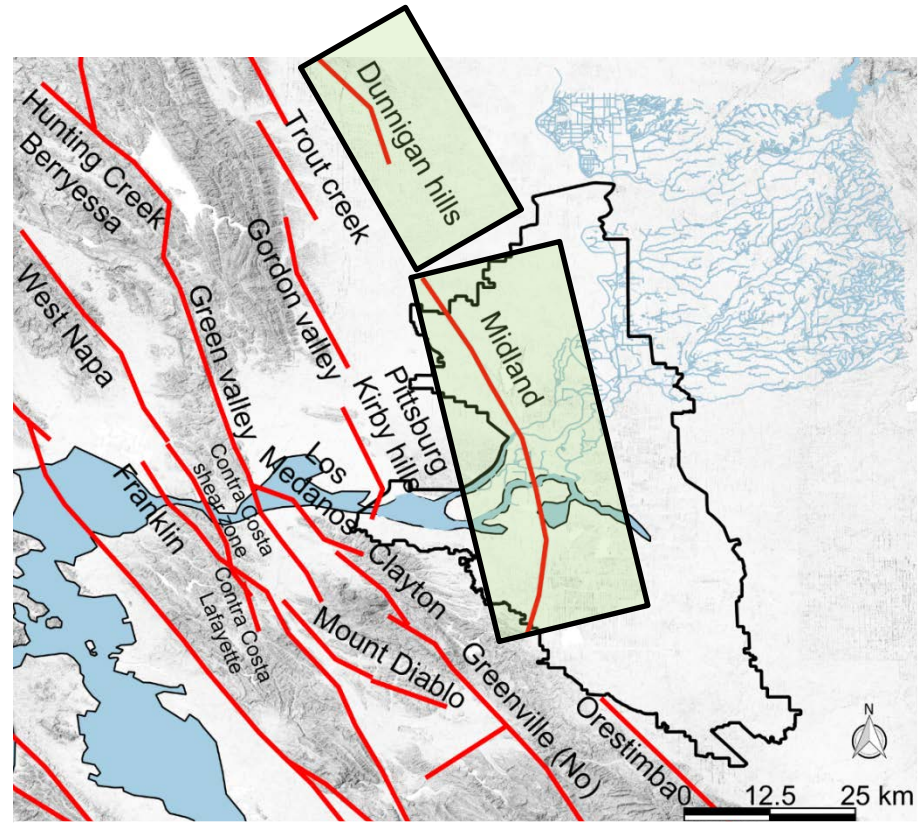 Dunnigan hills
Hunting Creek
Berryessa
Trout creek
West Napa
Gordon valley
Green valley
Midland
Pittsburg
Kirby hills
Los
Medanos
Contra Costa
shear zone
Franklin
Clayton
Contra Costa
Lafayette
Mount Diablo
Greenville (No)
Orestimba
N
0 12.5 25 km